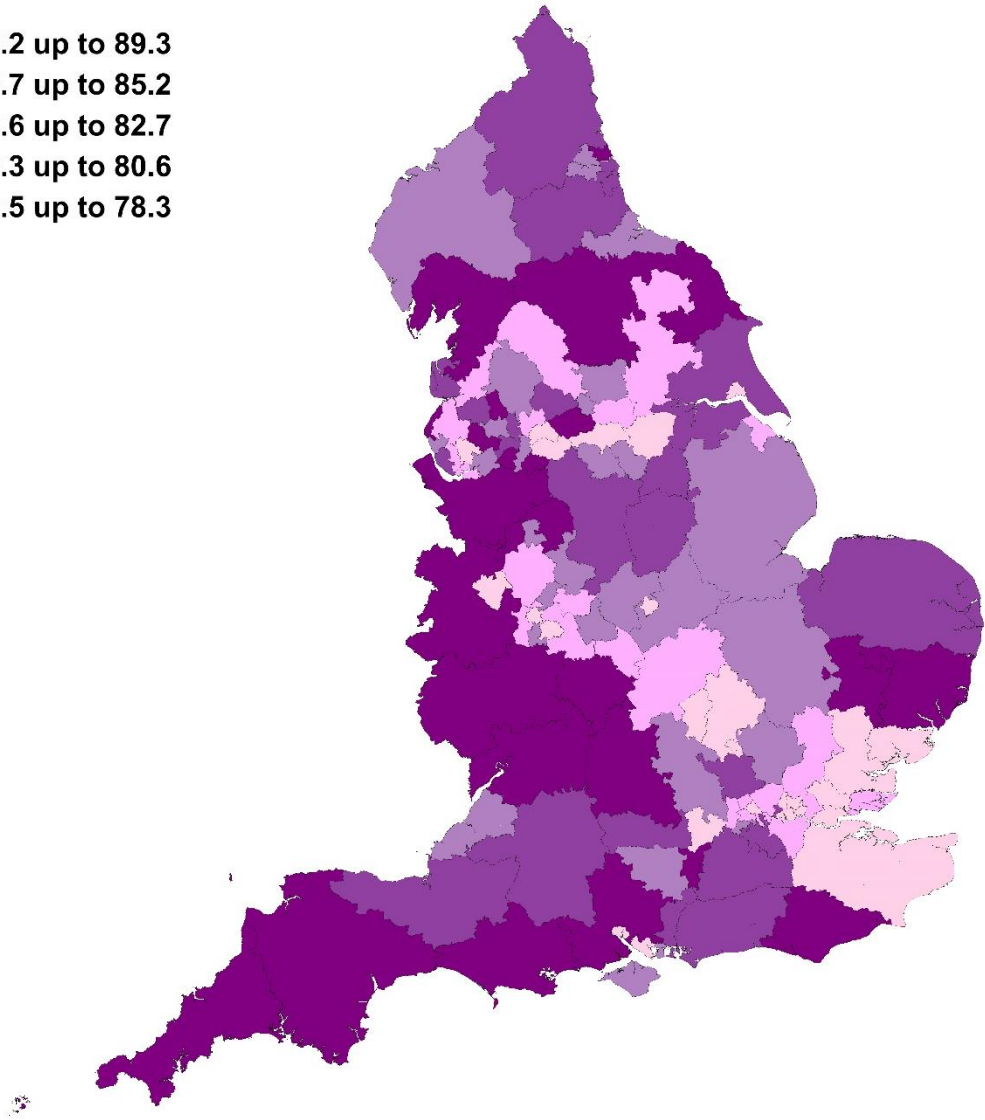 .2 up to 89.3
.7 up to 85.2
.6 up to 82.7
.3 up to 80.6
.5 up to 78.3